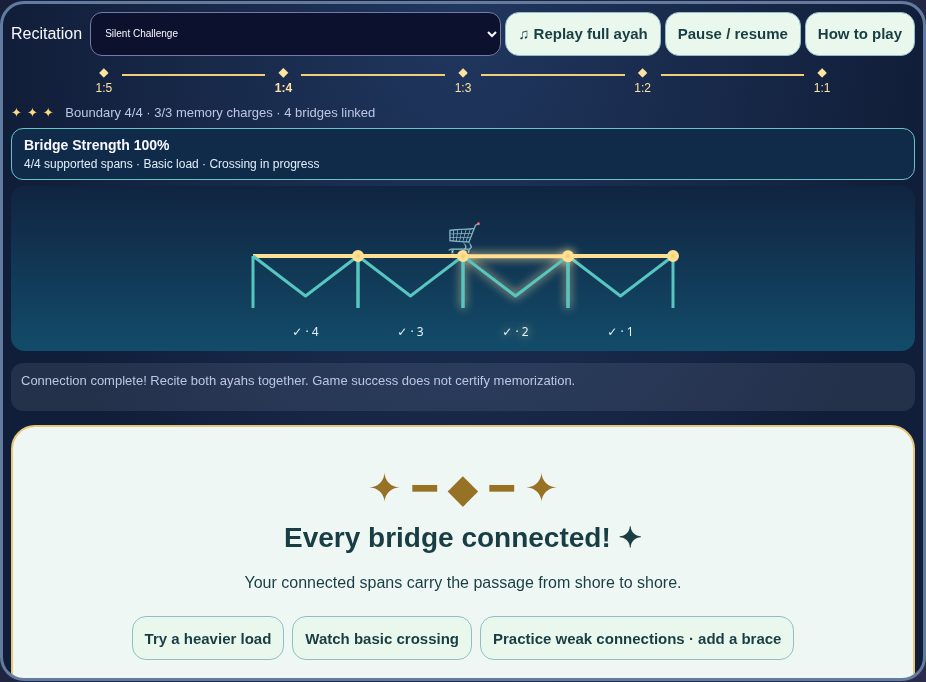 Recitation Silent Challenge ♫ Replay full ayah Pause / resume How to play
1:5 1:4 1:3 1:2 1:1
Boundary 4/4 · 3/3 memory charges · 4 bridges linked
Bridge Strength 100%
4/4 supported spans · Basic load · Crossing in progress
✓ · 4 ✓ · 3 ✓ · 2 ✓ · 1
Connection complete! Recite both ayahs together. Game success does not certify memorization.
Every bridge connected! ✦
Your connected spans carry the passage from shore to shore.
Try a heavier load Watch basic crossing Practice weak connections · add a brace